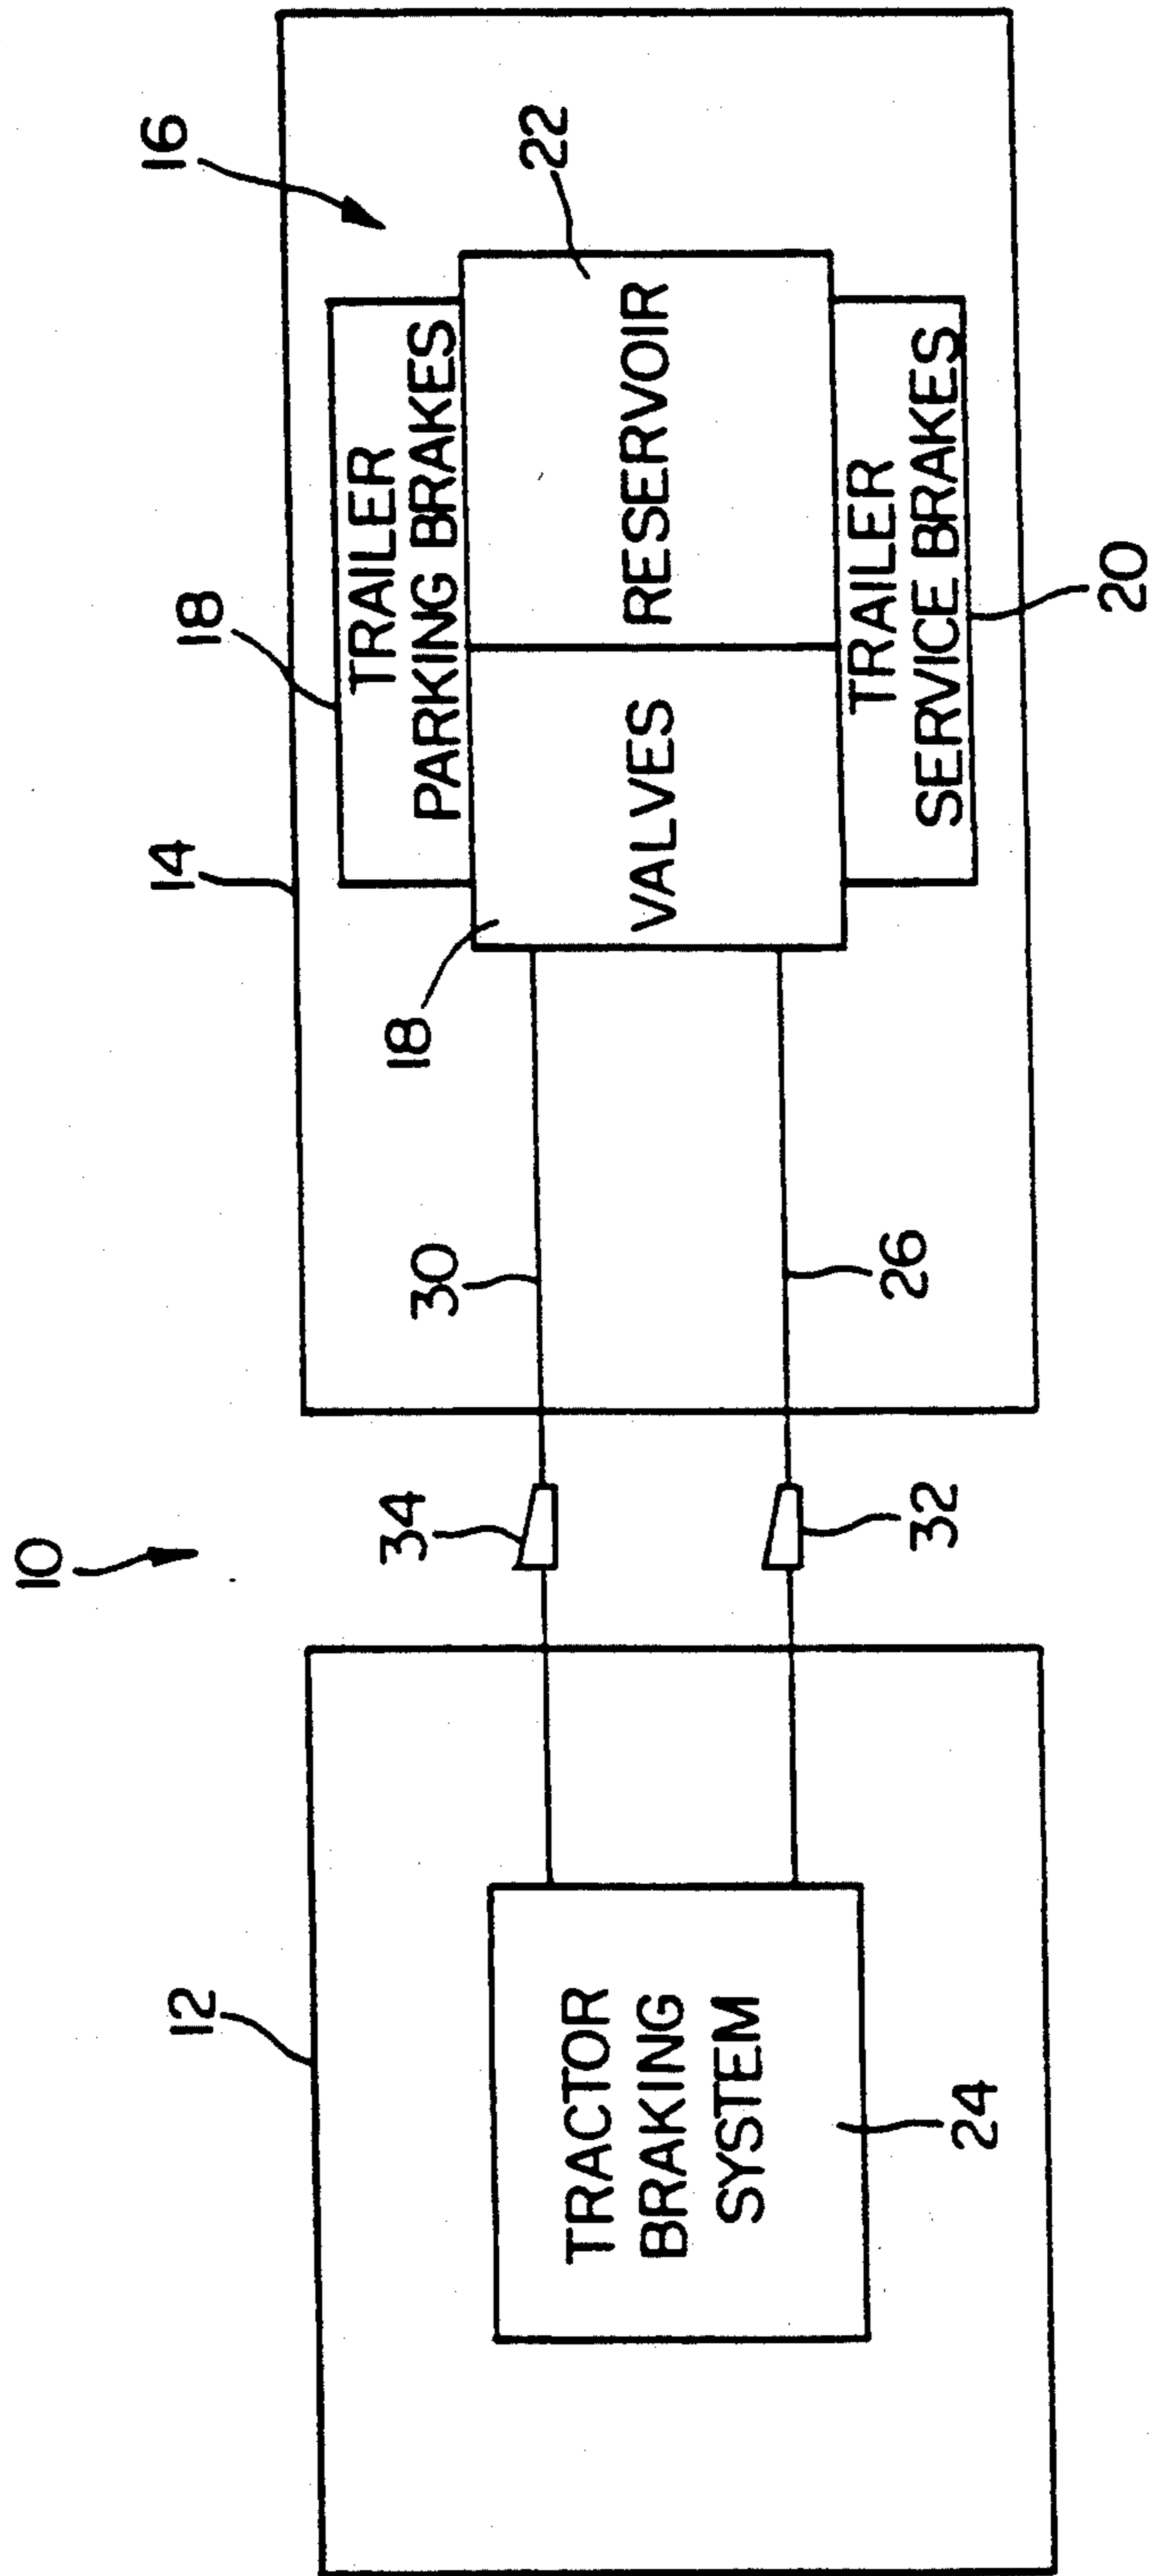 10
12
TRACTOR
BRAKING
SYSTEM
24
34
32
14
16
18
TRAILER
PARKING BRAKES
18
VALVES
RESERVOIR
22
TRAILER
SERVICE BRAKES
20
30
26